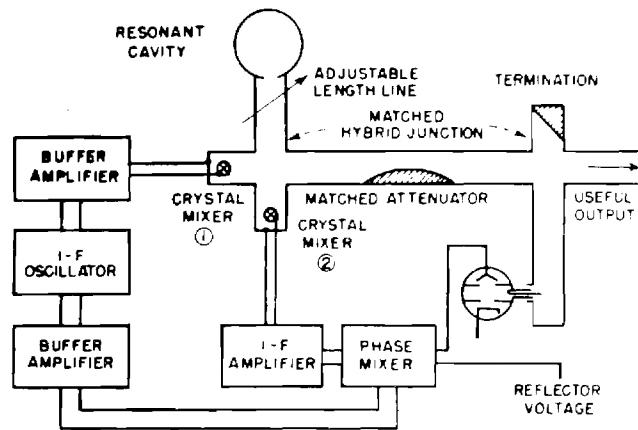 RESONANT
CAVITY
ADJUSTABLE
LENGTH LINE
TERMINATION
MATCHED
HYBRID JUNCTION
BUFFER
AMPLIFIER
CRYSTAL
MIXER
①
MATCHED ATTENUATOR
USEFUL
OUTPUT
CRYSTAL
MIXER
②
I-F
OSCILLATOR
BUFFER
AMPLIFIER
I-F
AMPLIFIER
PHASE
MIXER
REFLECTOR
VOLTAGE